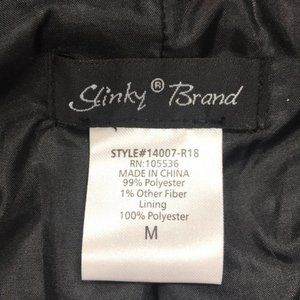 Slinky® Brand
STYLE#14007-R18
RN:105536
MADE IN CHINA
99% Polyester
1% Other Fiber
Lining
100% Polyester
M